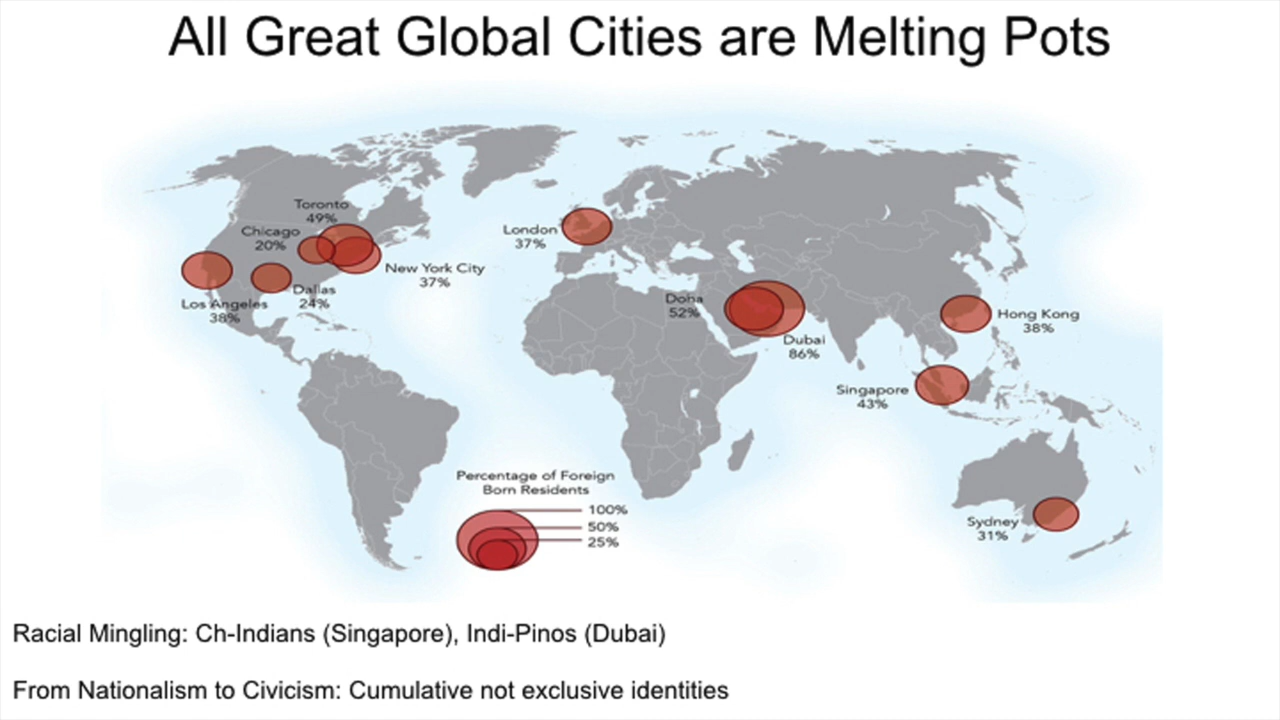 All Great Global Cities are Melting Pots
Toronto
49%
Chicago
20%
New York City
37%
Dallas
24%
Los Angeles
38%
London
37%
Doha
52%
Dubai
86%
Hong Kong
38%
Singapore
43%
Sydney
31%
Percentage of Foreign
Born Residents
100%
50%
25%
Racial Mingling: Ch-Indians (Singapore), Indi-Pinos (Dubai)
From Nationalism to Civicism: Cumulative not exclusive identities